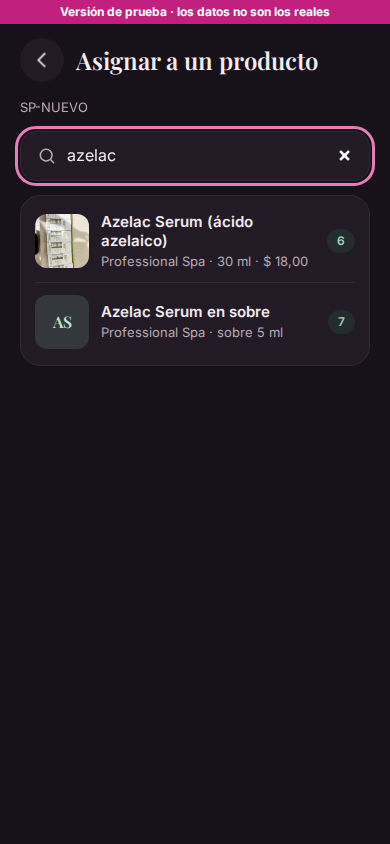 Versión de prueba · los datos no son los reales
Asignar a un producto
SP-NUEVO
azelac
Azelac Serum (ácido
azelaico)
Professional Spa · 30 ml · $ 18,00
6
AS
Azelac Serum en sobre
Professional Spa · sobre 5 ml
7